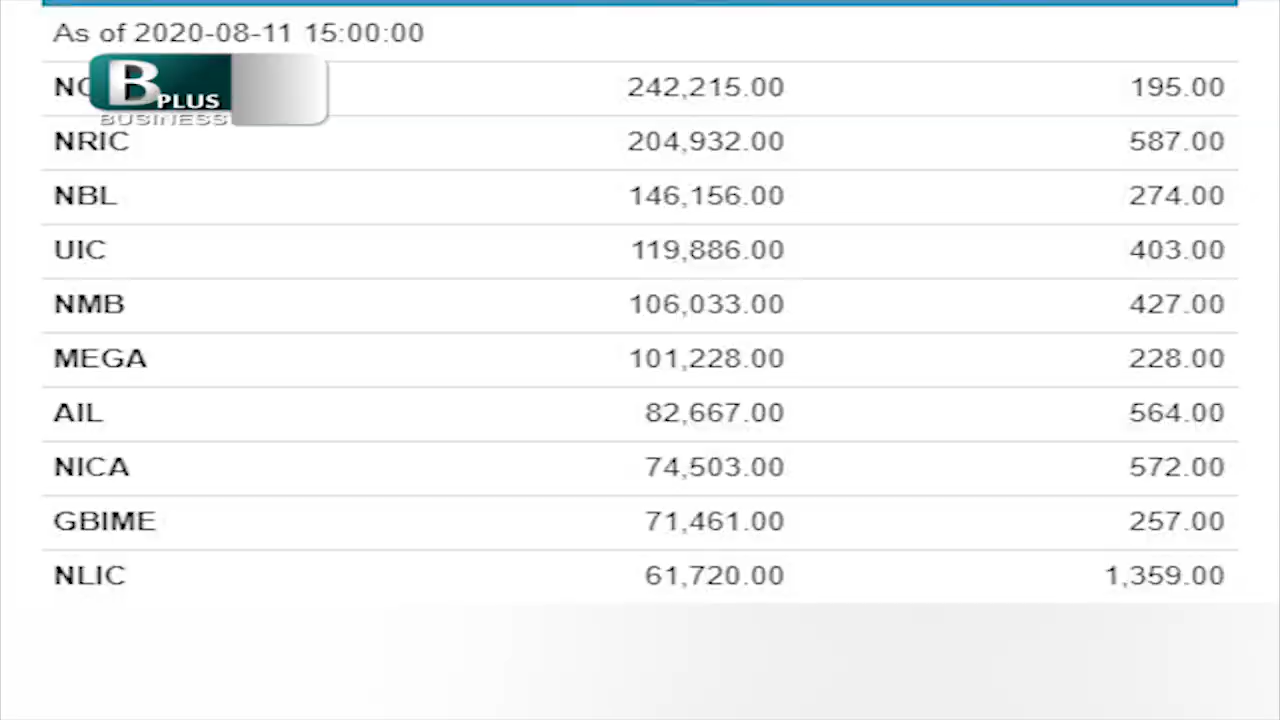 As of 2020-08-11 15:00:00
B PLUS
BUSINESS
242,215.00 195.00
NRIC 204,932.00 587.00
NBL 146,156.00 274.00
UIC 119,886.00 403.00
NMB 106,033.00 427.00
MEGA 101,228.00 228.00
AIL 82,667.00 564.00
NICA 74,503.00 572.00
GBIME 71,461.00 257.00
NLIC 61,720.00 1,359.00